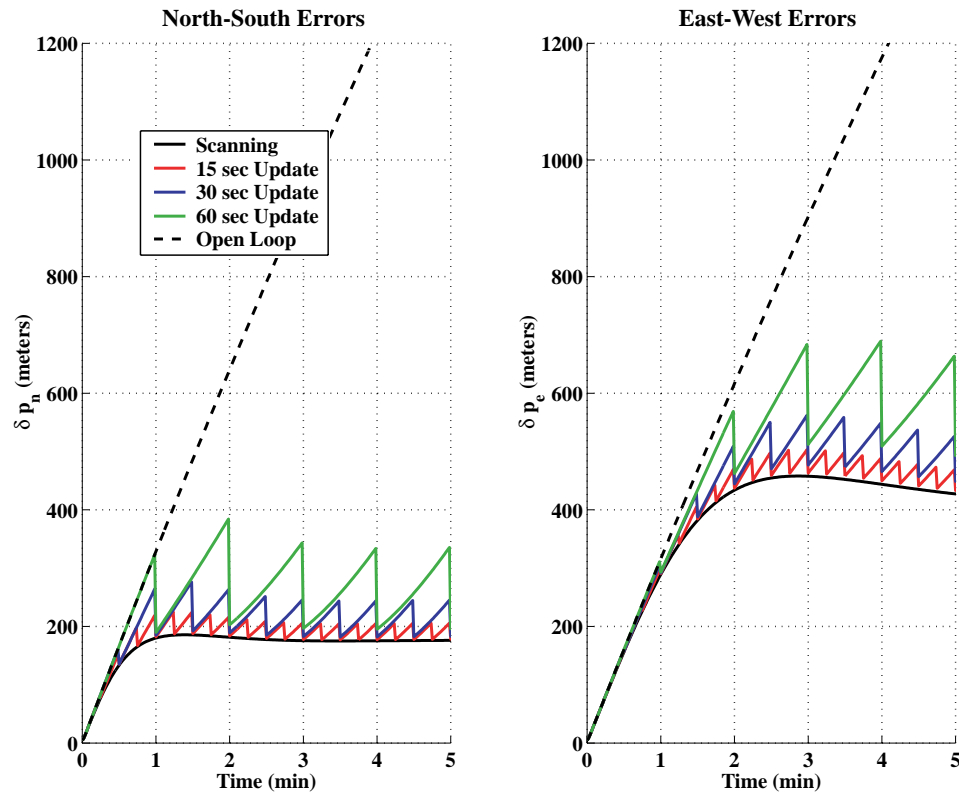 North-South Errors
1200
1000
800
600
400
200
0
δ p_n (meters)
Scanning
15 sec Update
30 sec Update
60 sec Update
Open Loop
0 1 2 3 4 5
Time (min)
East-West Errors
1200
1000
800
600
400
200
0
δ p_e (meters)
0 1 2 3 4 5
Time (min)